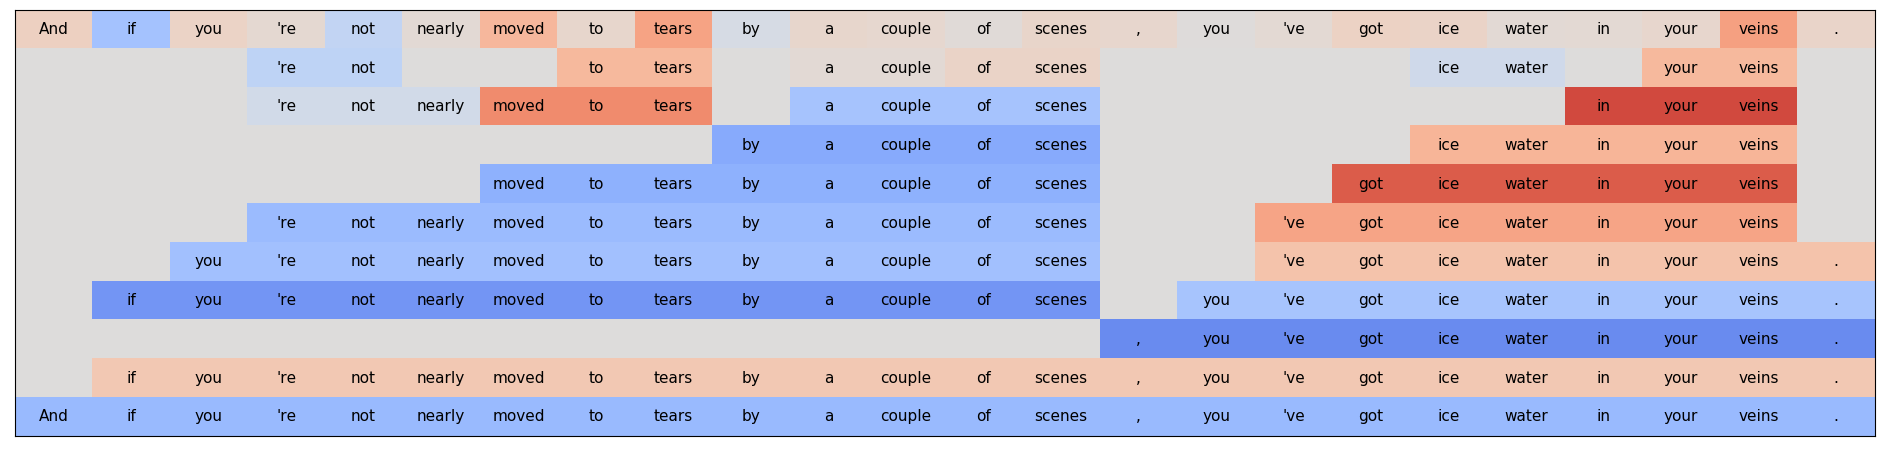 And if you 're not nearly moved to tears by a couple of scenes , you 've got ice water in your veins .
're not to tears a couple of scenes ice water your veins
're not nearly moved to tears a couple of scenes in your veins
by a couple of scenes ice water in your veins
moved to tears by a couple of scenes got ice water in your veins
're not nearly moved to tears by a couple of scenes 've got ice water in your veins
you 're not nearly moved to tears by a couple of scenes 've got ice water in your veins .
if you 're not nearly moved to tears by a couple of scenes you 've got ice water in your veins .
, you 've got ice water in your veins .
if you 're not nearly moved to tears by a couple of scenes , you 've got ice water in your veins .
And if you 're not nearly moved to tears by a couple of scenes , you 've got ice water in your veins .